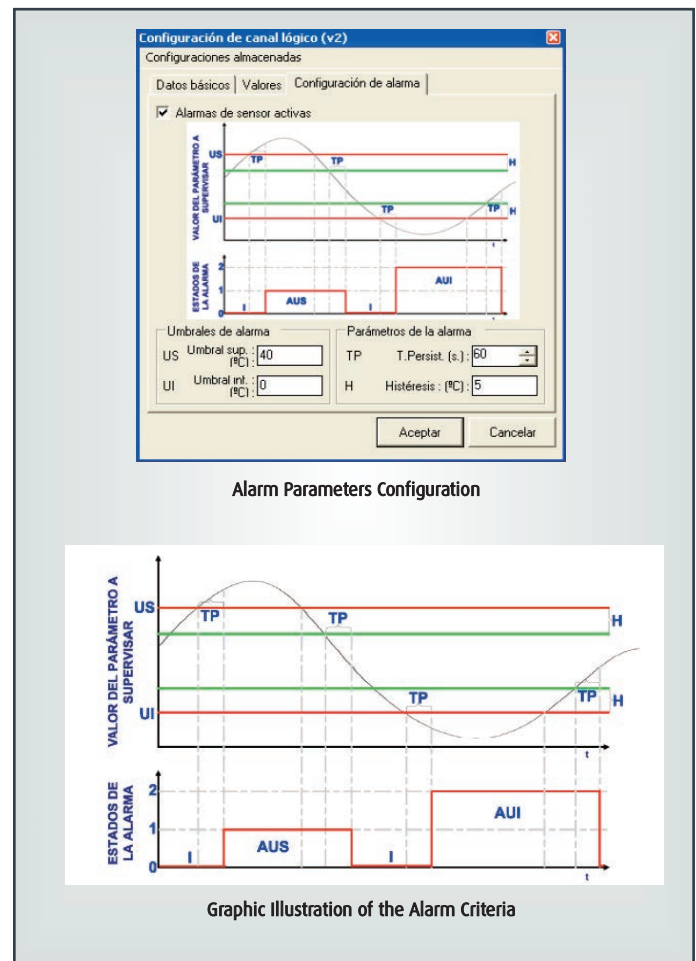 Configuración de canal lógico (v2)
Configuraciones almacenadas
Datos básicos Valores Configuración de alarma
Alarmas de sensor activas
VALOR DEL PARÁMETRO A SUPERVISAR
US
UI
TP
TP
TP
TP
H
H
t
ESTADOS DE LA ALARMA
2
1
0
I
AUS
I
AUI
t
Umbrales de alarma
US Umbral sup. : (ºC) : 40
UI Umbral inf. : (ºC) : 0
Parámetros de la alarma
TP T.Persist. (s.) : 60
H Histéresis : (ºC) : 5
Aceptar Cancelar
Alarm Parameters Configuration
VALOR DEL PARÁMETRO A SUPERVISAR
US
UI
TP
TP
TP
TP
H
H
t
ESTADOS DE LA ALARMA
2
1
0
I
AUS
I
AUI
t
Graphic Illustration of the Alarm Criteria